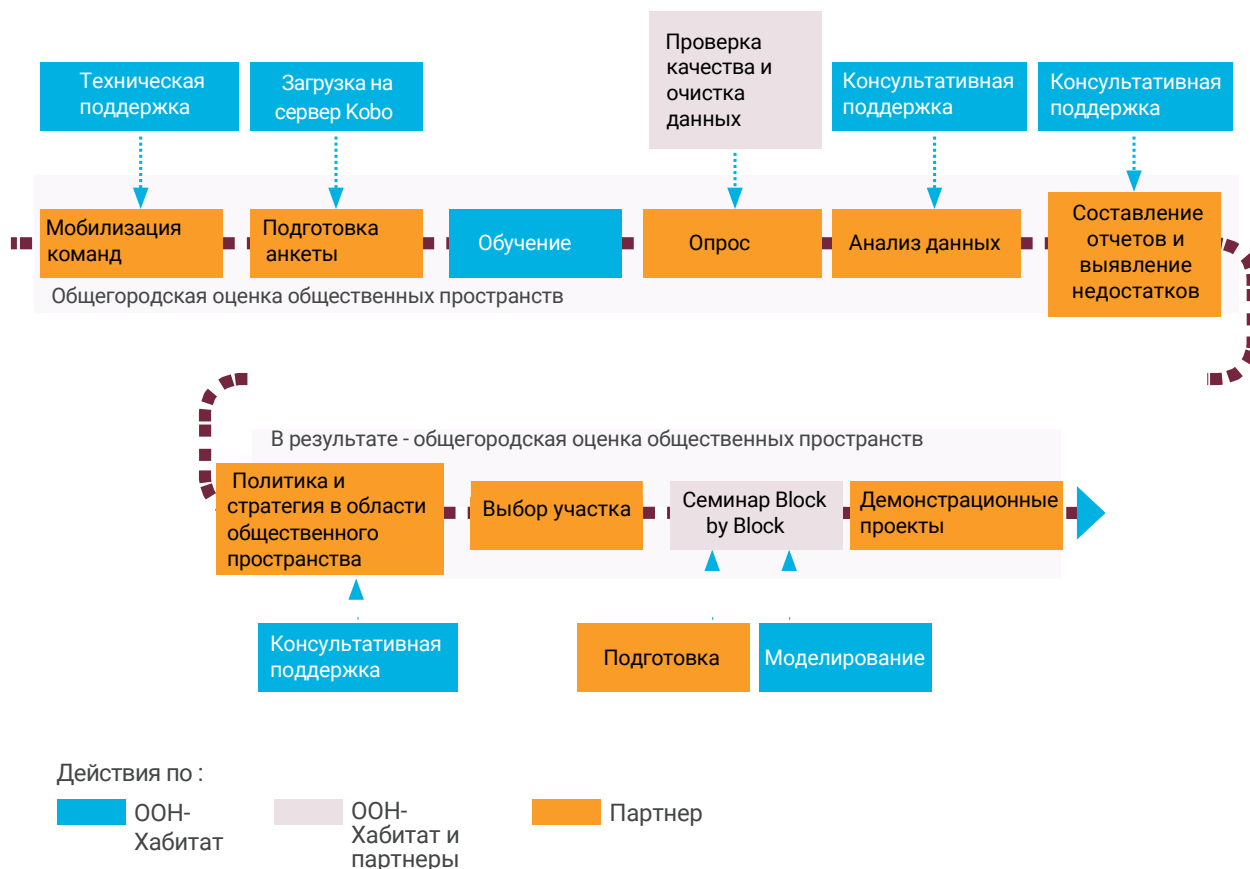 Техническая
поддержка
Загрузка на
сервер Kobo
Проверка
качества и
очистка
данных
Консультативная
поддержка
Консультативная
поддержка
Мобилизация
команд
Подготовка
анкеты
Обучение
Опрос
Анализ данных
Составление
отчетов и
выявление
недостатков
Общегородская оценка общественных пространств
В результате - общегородская оценка общественных пространств
Политика и
стратегия в области
общественного
пространства
Выбор участка
Семинар Block
by Block
Демонстрационные
проекты
Консультативная
поддержка
Подготовка
Моделирование
Действия по :
ООН-
Хабитат
ООН-
Хабитат и
партнеры
Партнер